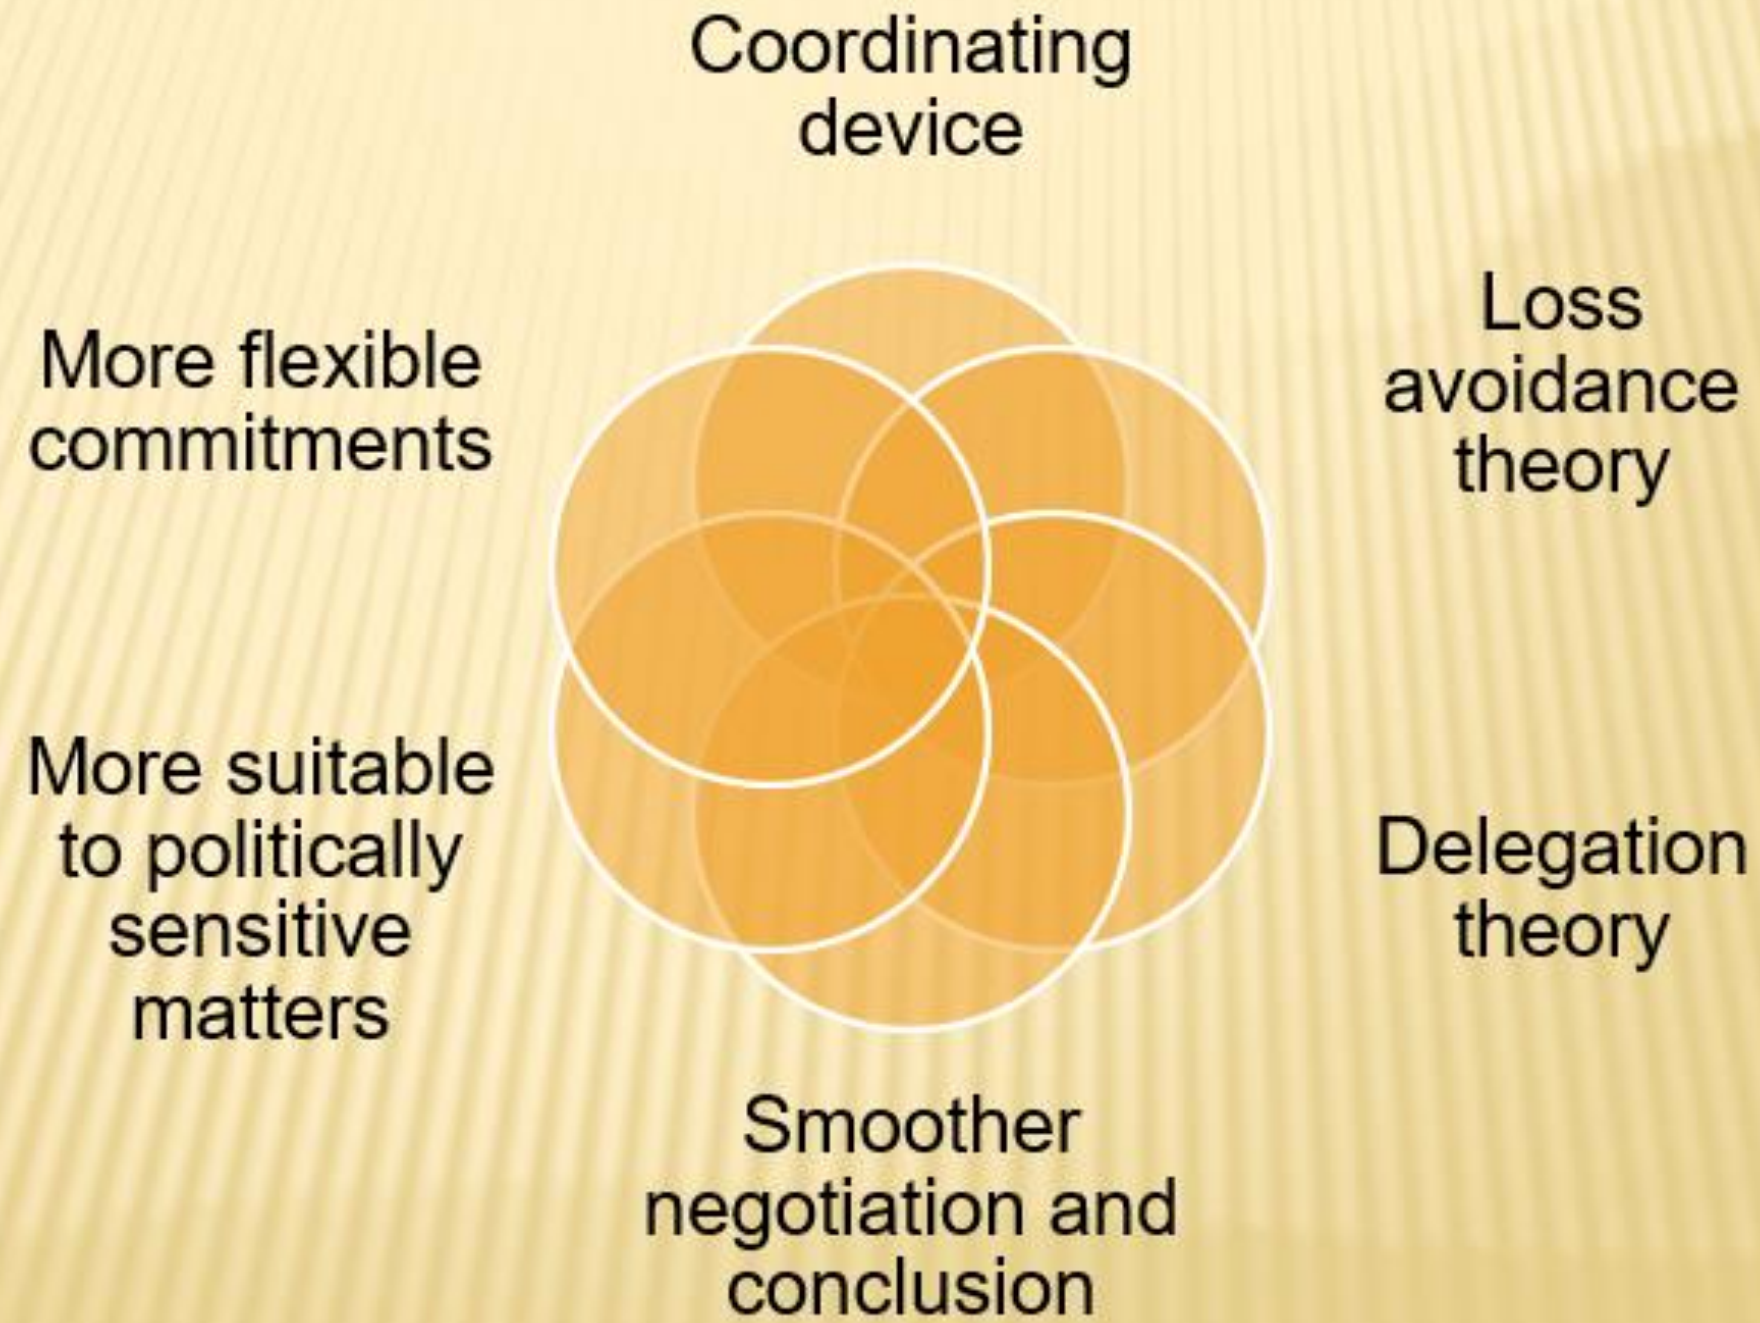 Coordinating
device
Loss
avoidance
theory
Delegation
theory
Smoother
negotiation and
conclusion
More suitable
to politically
sensitive
matters
More flexible
commitments